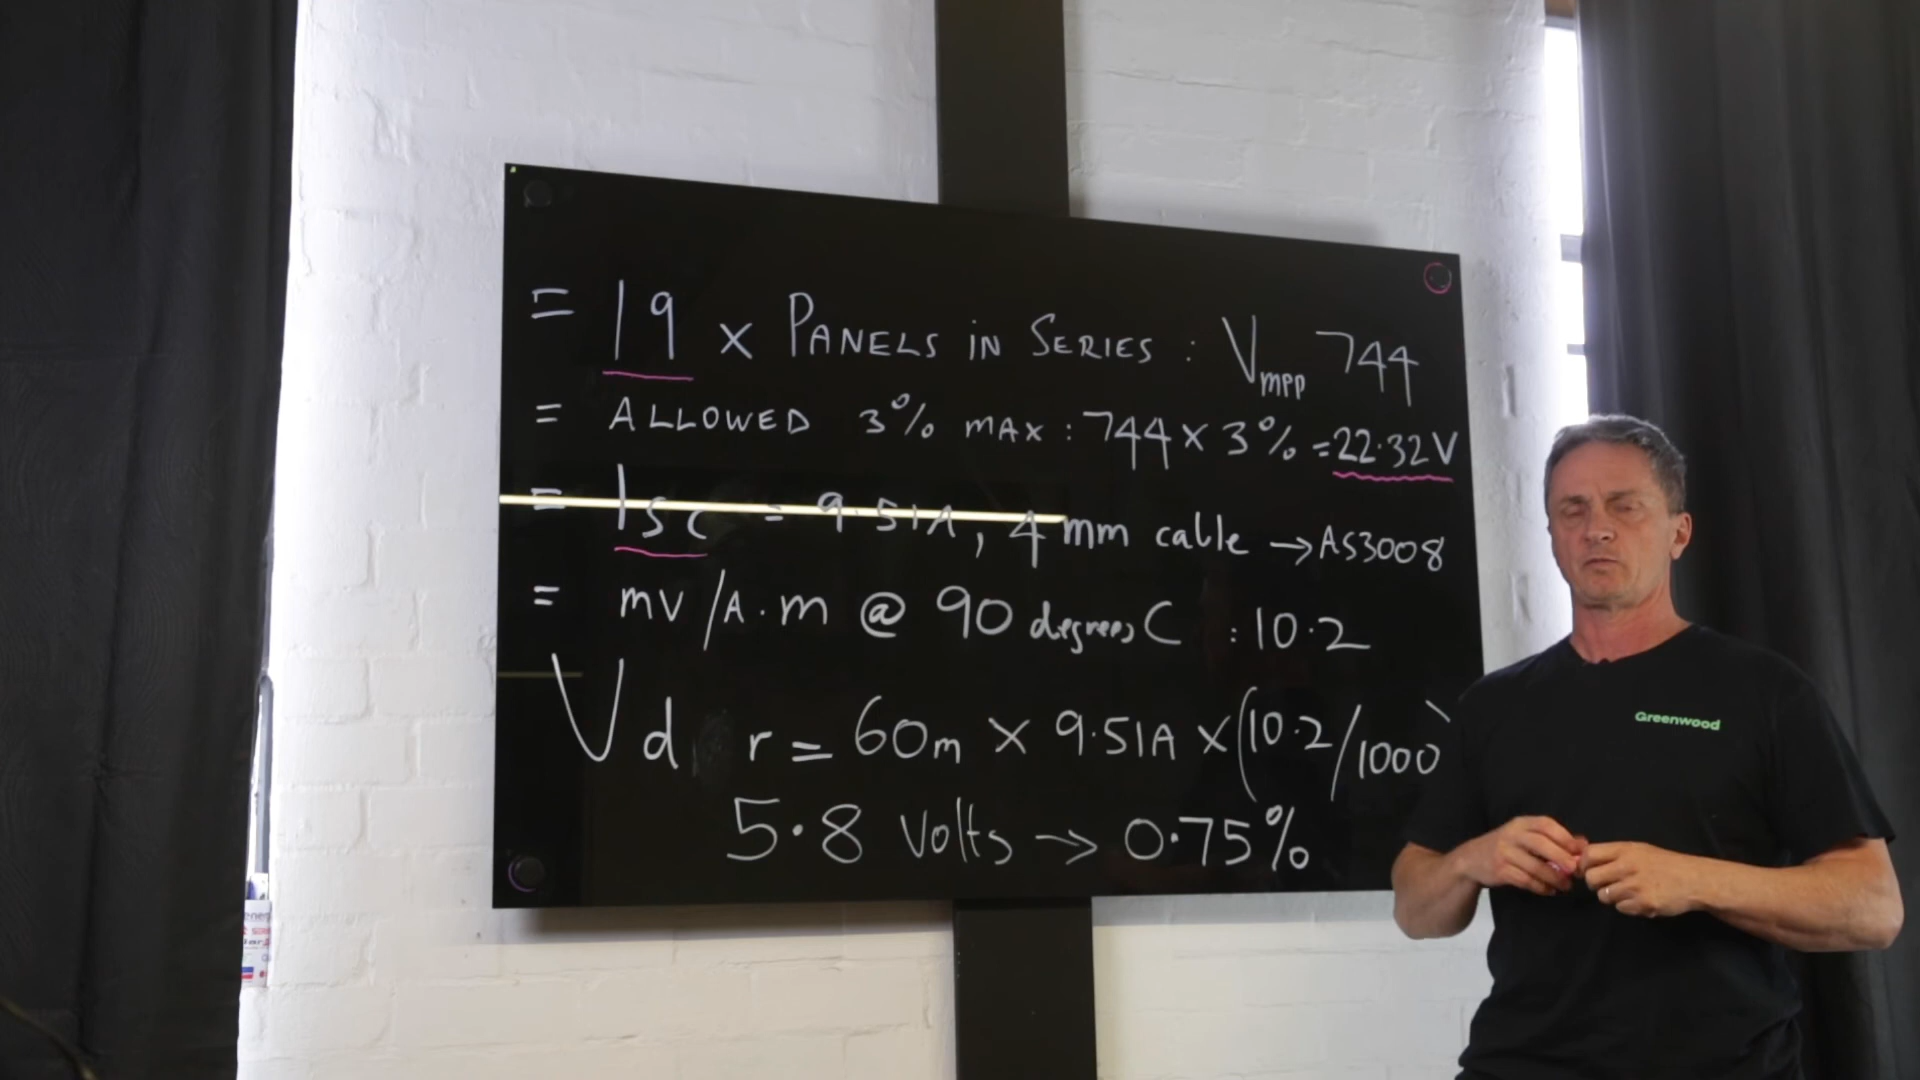 = 19 x PANELS IN SERIES : Vmpp 744
= ALLOWED 3% MAX : 744 x 3% = 22.32V
= Isc = 9.51A, 4mm cable → AS3008
= mV/A.m @ 90 degrees C : 10.2
Vd r = 60m x 9.51A x (10.2/1000)
5.8 Volts → 0.75%
Greenwood